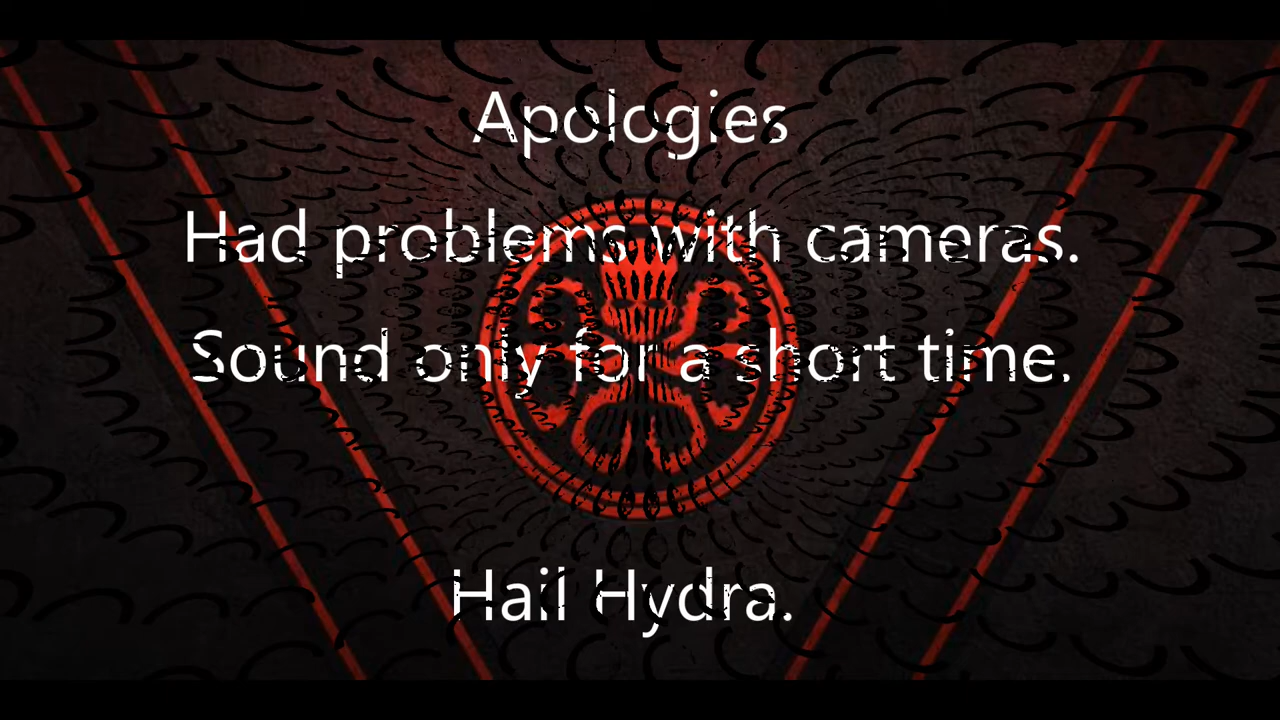 Apologies
Had problems with cameras.
Sound only for a short time.
Hail Hydra.